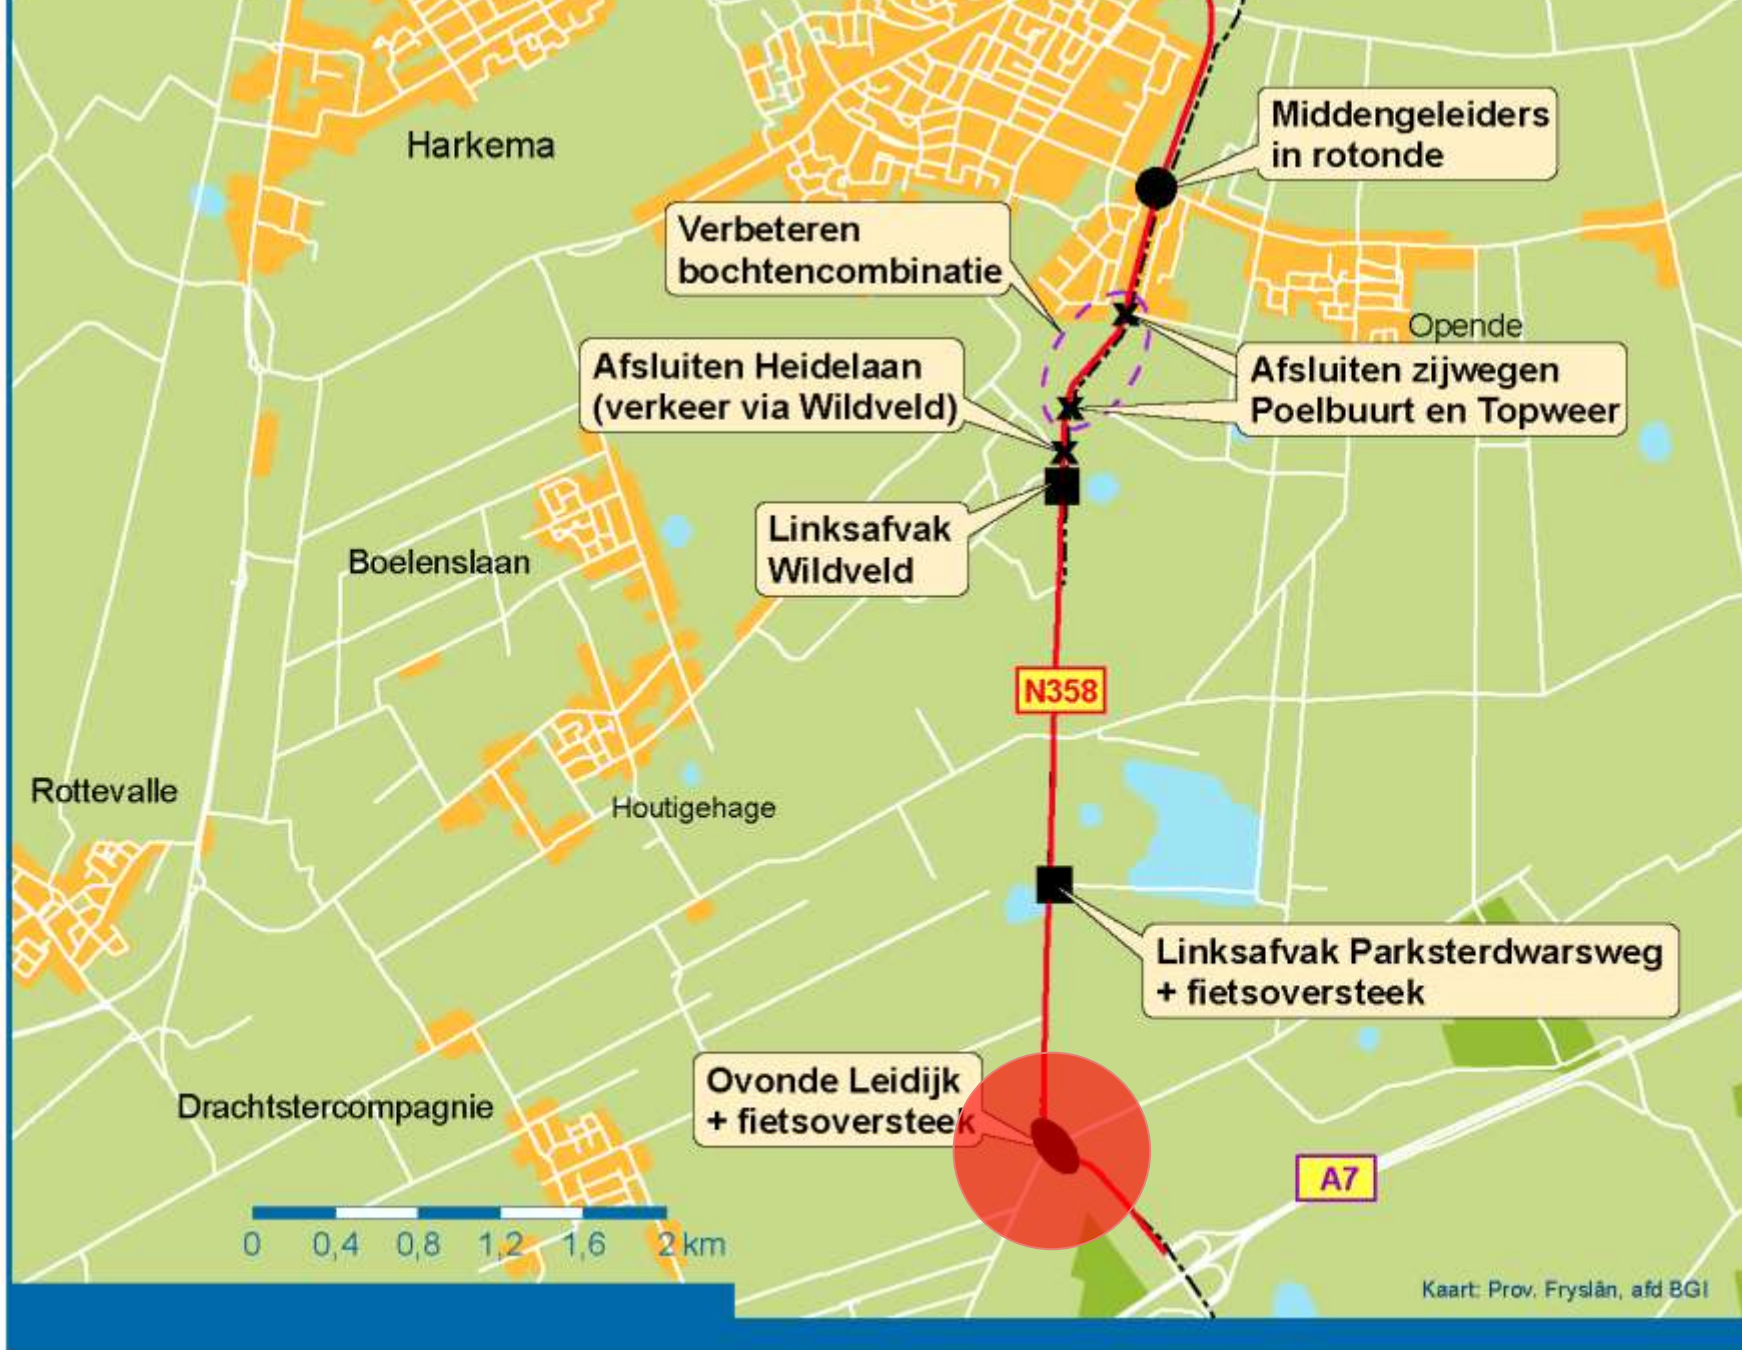 Middengeleiders
in rotonde
Harkema
Verbeteren
bochtencombinatie
Opende
Afsluiten Heidelaan
(verkeer via Wildveld)
Afsluiten zijwegen
Poelbuurt en Topweer
Linksafvak
Wildveld
Boelenslaan
N358
Rottevalle
Houtigehage
Linksafvak Parksterdwarsweg
+ fietsoversteek
Ovonde Leidijk
+ fietsoversteek
Drachtstercompagnie
A7
0 0,4 0,8 1,2 1,6 2 km
Kaart: Prov. Fryslân, afd BGI